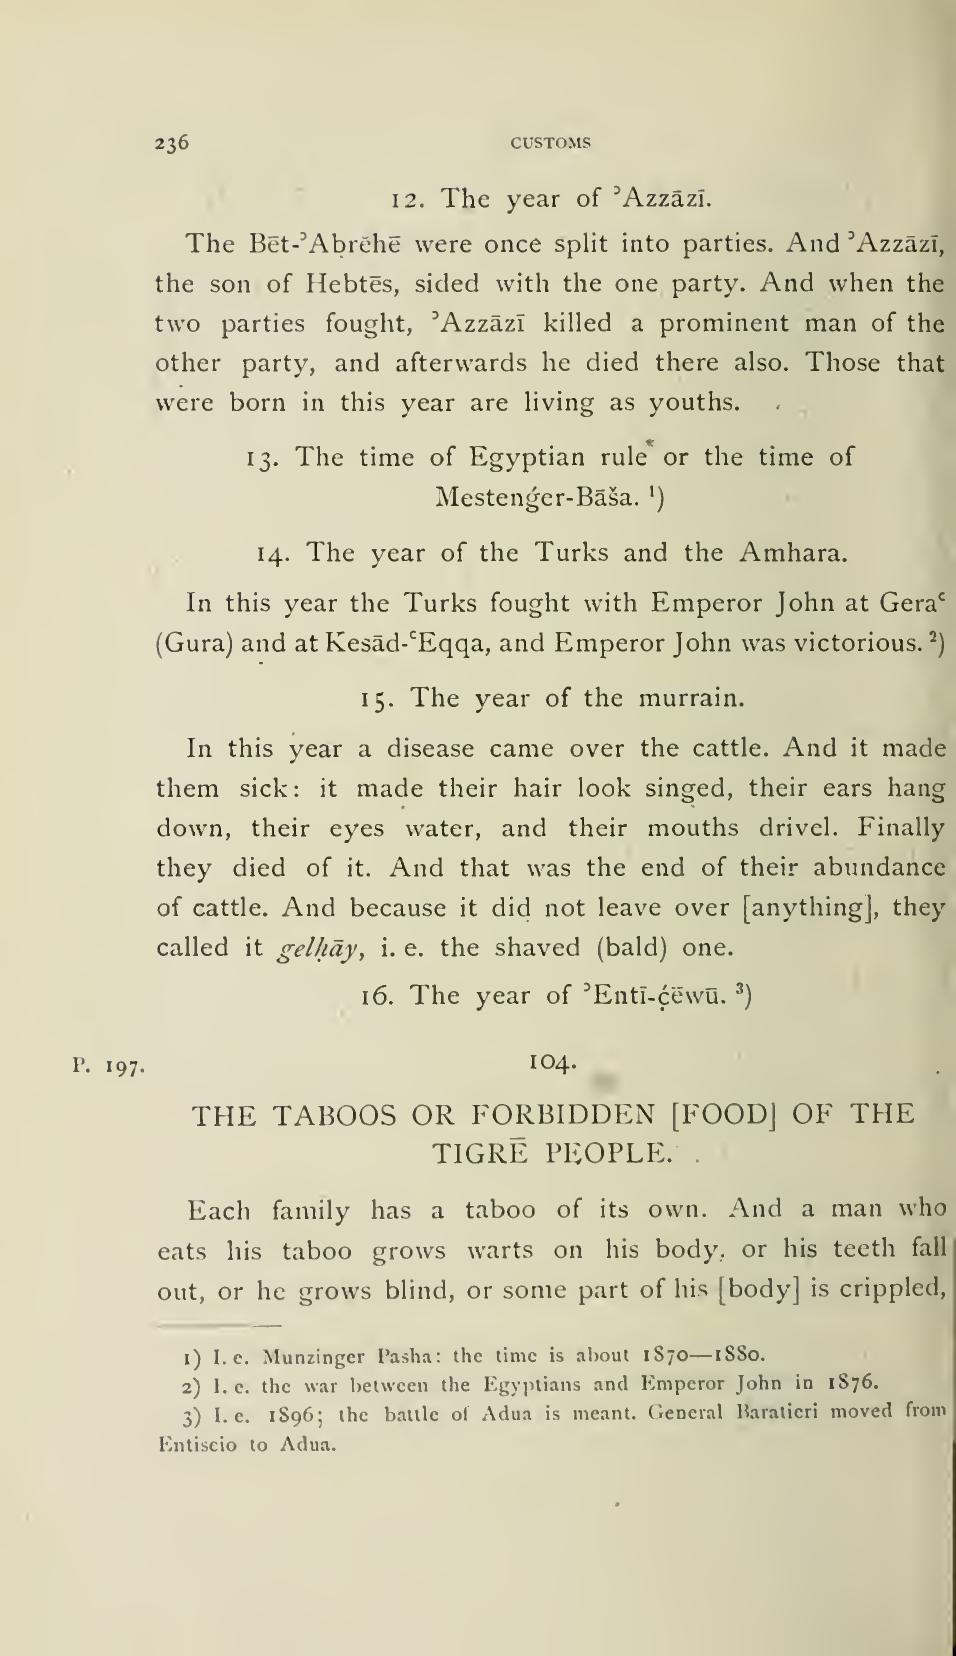 236 CUSTOMS
12. The year of ʾAzzāzī.
The Bēt-ʾAbrĕhē were once split into parties. And ʾAzzāzī,
the son of Hebtēs, sided with the one party. And when the
two parties fought, ʾAzzāzī killed a prominent man of the
other party, and afterwards he died there also. Those that
were born in this year are living as youths.
13. The time of Egyptian rule or the time of
Mestenǵer-Bāša. ¹)
14. The year of the Turks and the Amhara.
In this year the Turks fought with Emperor John at Geraʿ
(Gura) and at Kesād-ʿEqqa, and Emperor John was victorious. ²)
15. The year of the murrain.
In this year a disease came over the cattle. And it made
them sick: it made their hair look singed, their ears hang
down, their eyes water, and their mouths drivel. Finally
they died of it. And that was the end of their abundance
of cattle. And because it did not leave over [anything], they
called it gelḥāy, i. e. the shaved (bald) one.
16. The year of ʾEntī-ć̣ēwū. ³)
P. 197. 104.
THE TABOOS OR FORBIDDEN [FOOD] OF THE
TIGRĒ PEOPLE.
Each family has a taboo of its own. And a man who
eats his taboo grows warts on his body, or his teeth fall
out, or he grows blind, or some part of his [body] is crippled,
1) I. e. Munzinger Pasha: the time is about 1870—1880.
2) I. e. the war between the Egyptians and Emperor John in 1876.
3) I. e. 1896; the battle of Adua is meant. General Baratieri moved from
Entiscio to Adua.